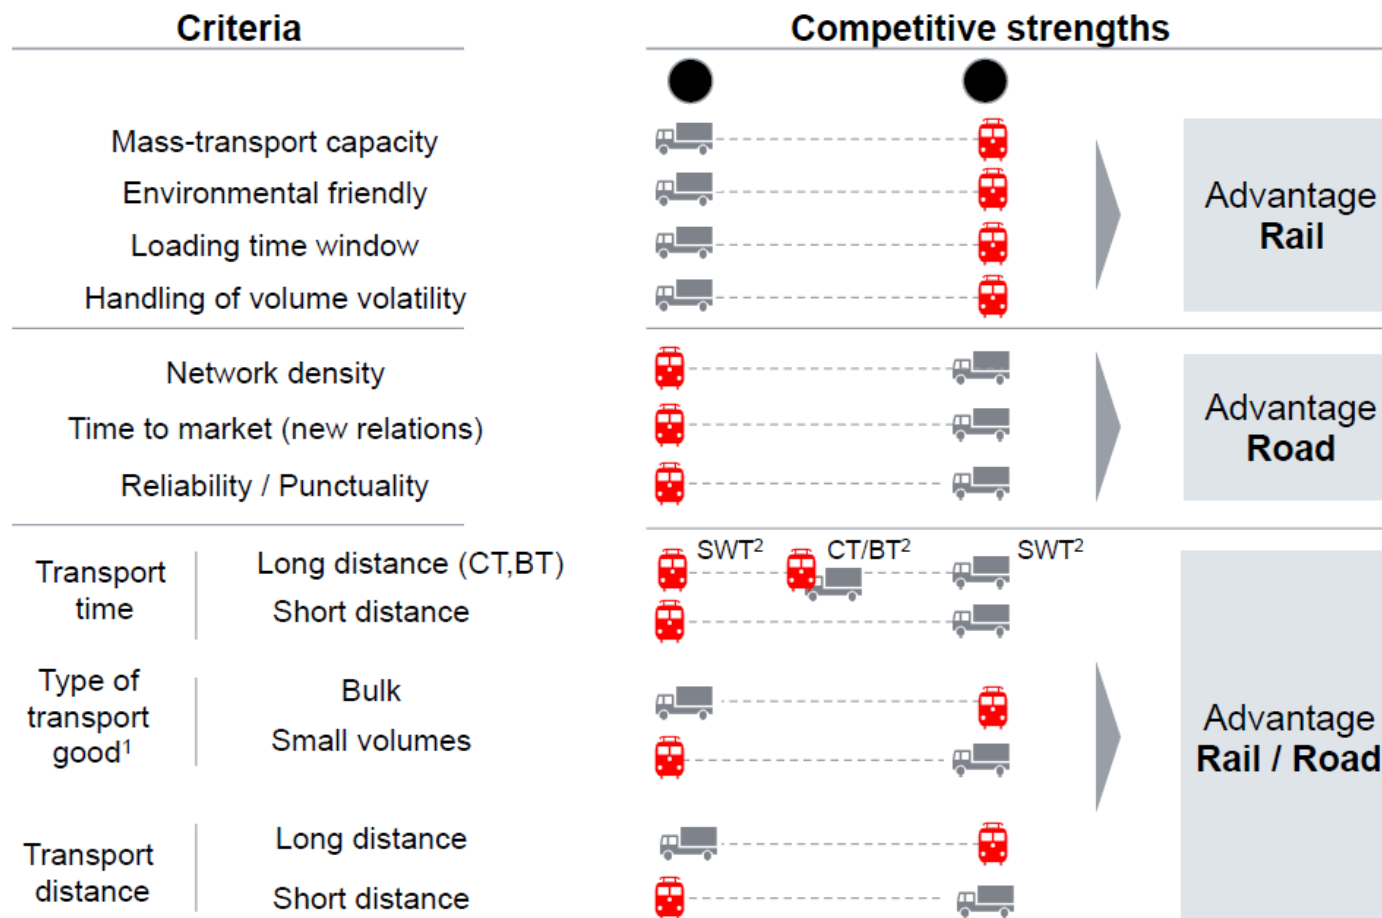 Criteria
Competitive strengths
Mass-transport capacity
Environmental friendly
Loading time window
Handling of volume volatility
Advantage
Rail
Network density
Time to market (new relations)
Reliability / Punctuality
Advantage
Road
Transport
time
Long distance (CT,BT)
Short distance
SWT²
CT/BT²
SWT²
Type of
transport
good¹
Bulk
Small volumes
Advantage
Rail / Road
Transport
distance
Long distance
Short distance